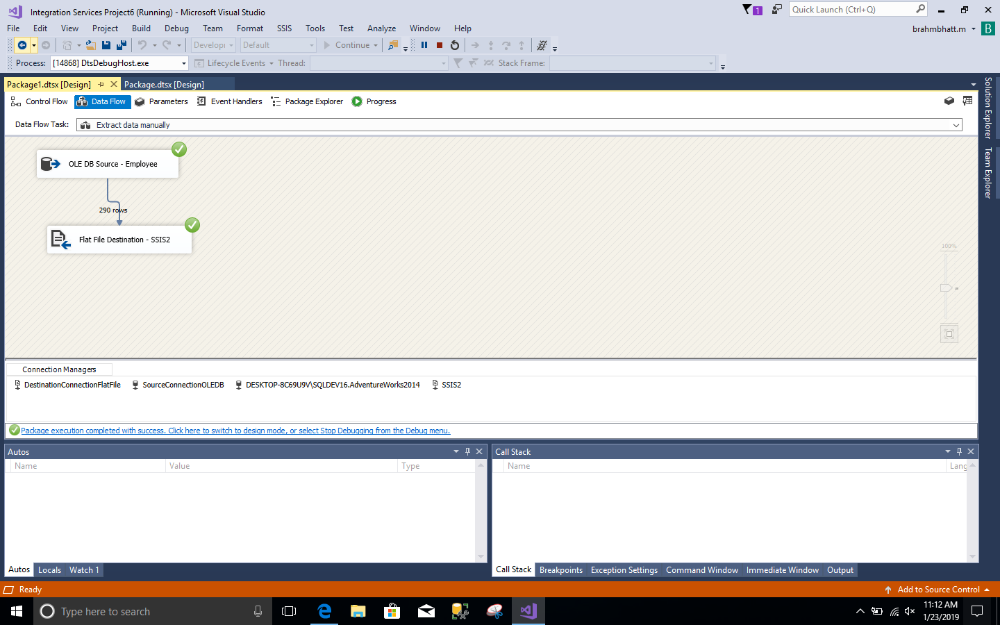 Integration Services Project6 (Running) - Microsoft Visual Studio
1
Quick Launch (Ctrl+Q)
File Edit View Project Build Debug Team Format SSIS Tools Test Analyze Window Help
brahmbhatt.m
B
Develop Default Continue
Process: [14868] DtsDebugHost.exe Lifecycle Events Thread: Stack Frame:
Package1.dtsx [Design] Package.dtsx [Design]
Control Flow Data Flow Parameters Event Handlers Package Explorer Progress
Data Flow Task: Extract data manually
Solution Explorer
Team Explorer
OLE DB Source - Employee
290 rows
Flat File Destination - SSIS2
100%
Connection Managers
DestinationConnectionFlatFile SourceConnectionOLEDB DESKTOP-8C69U9V\SQLDEV16.AdventureWorks2014 SSIS2
Package execution completed with success. Click here to switch to design mode, or select Stop Debugging from the Debug menu.
Autos
Name Value Type
Autos Locals Watch 1
Call Stack
Name Lang
Call Stack Breakpoints Exception Settings Command Window Immediate Window Output
Ready
Add to Source Control
Type here to search
11:12 AM
1/23/2019